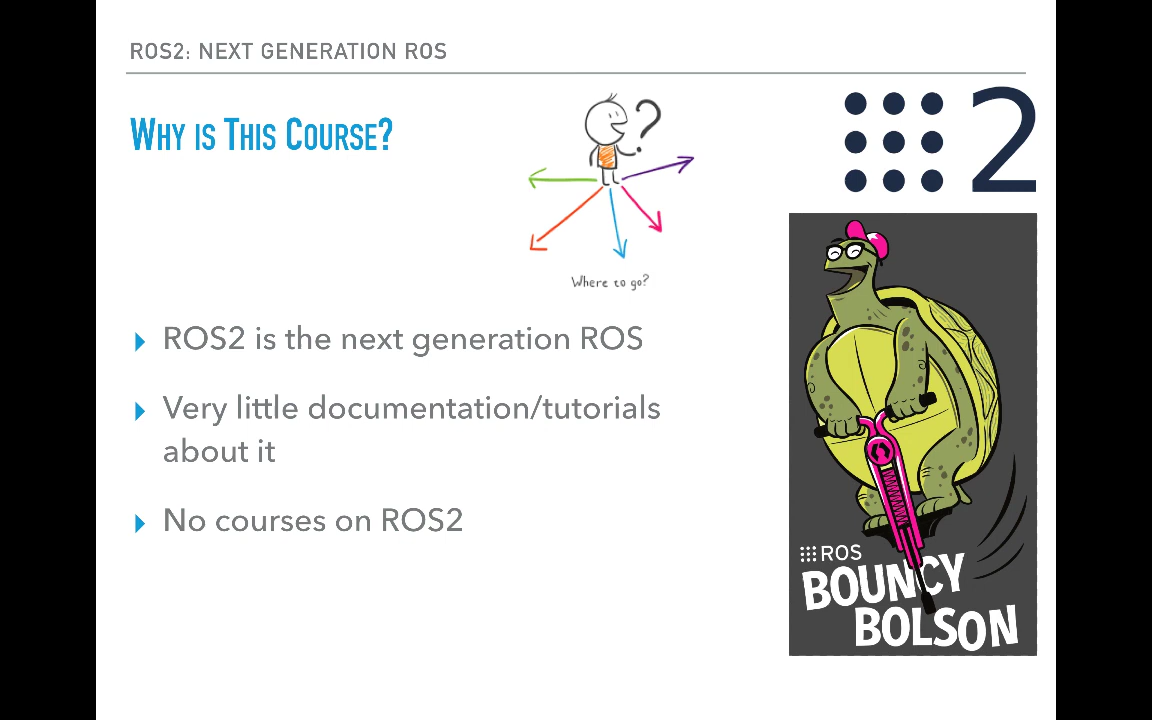 ROS2: NEXT GENERATION ROS
WHY IS THIS COURSE?
?
2
Where to go?
ROS2 is the next generation ROS
Very little documentation/tutorials
about it
No courses on ROS2
ROS
BOUNCY
BOLSON